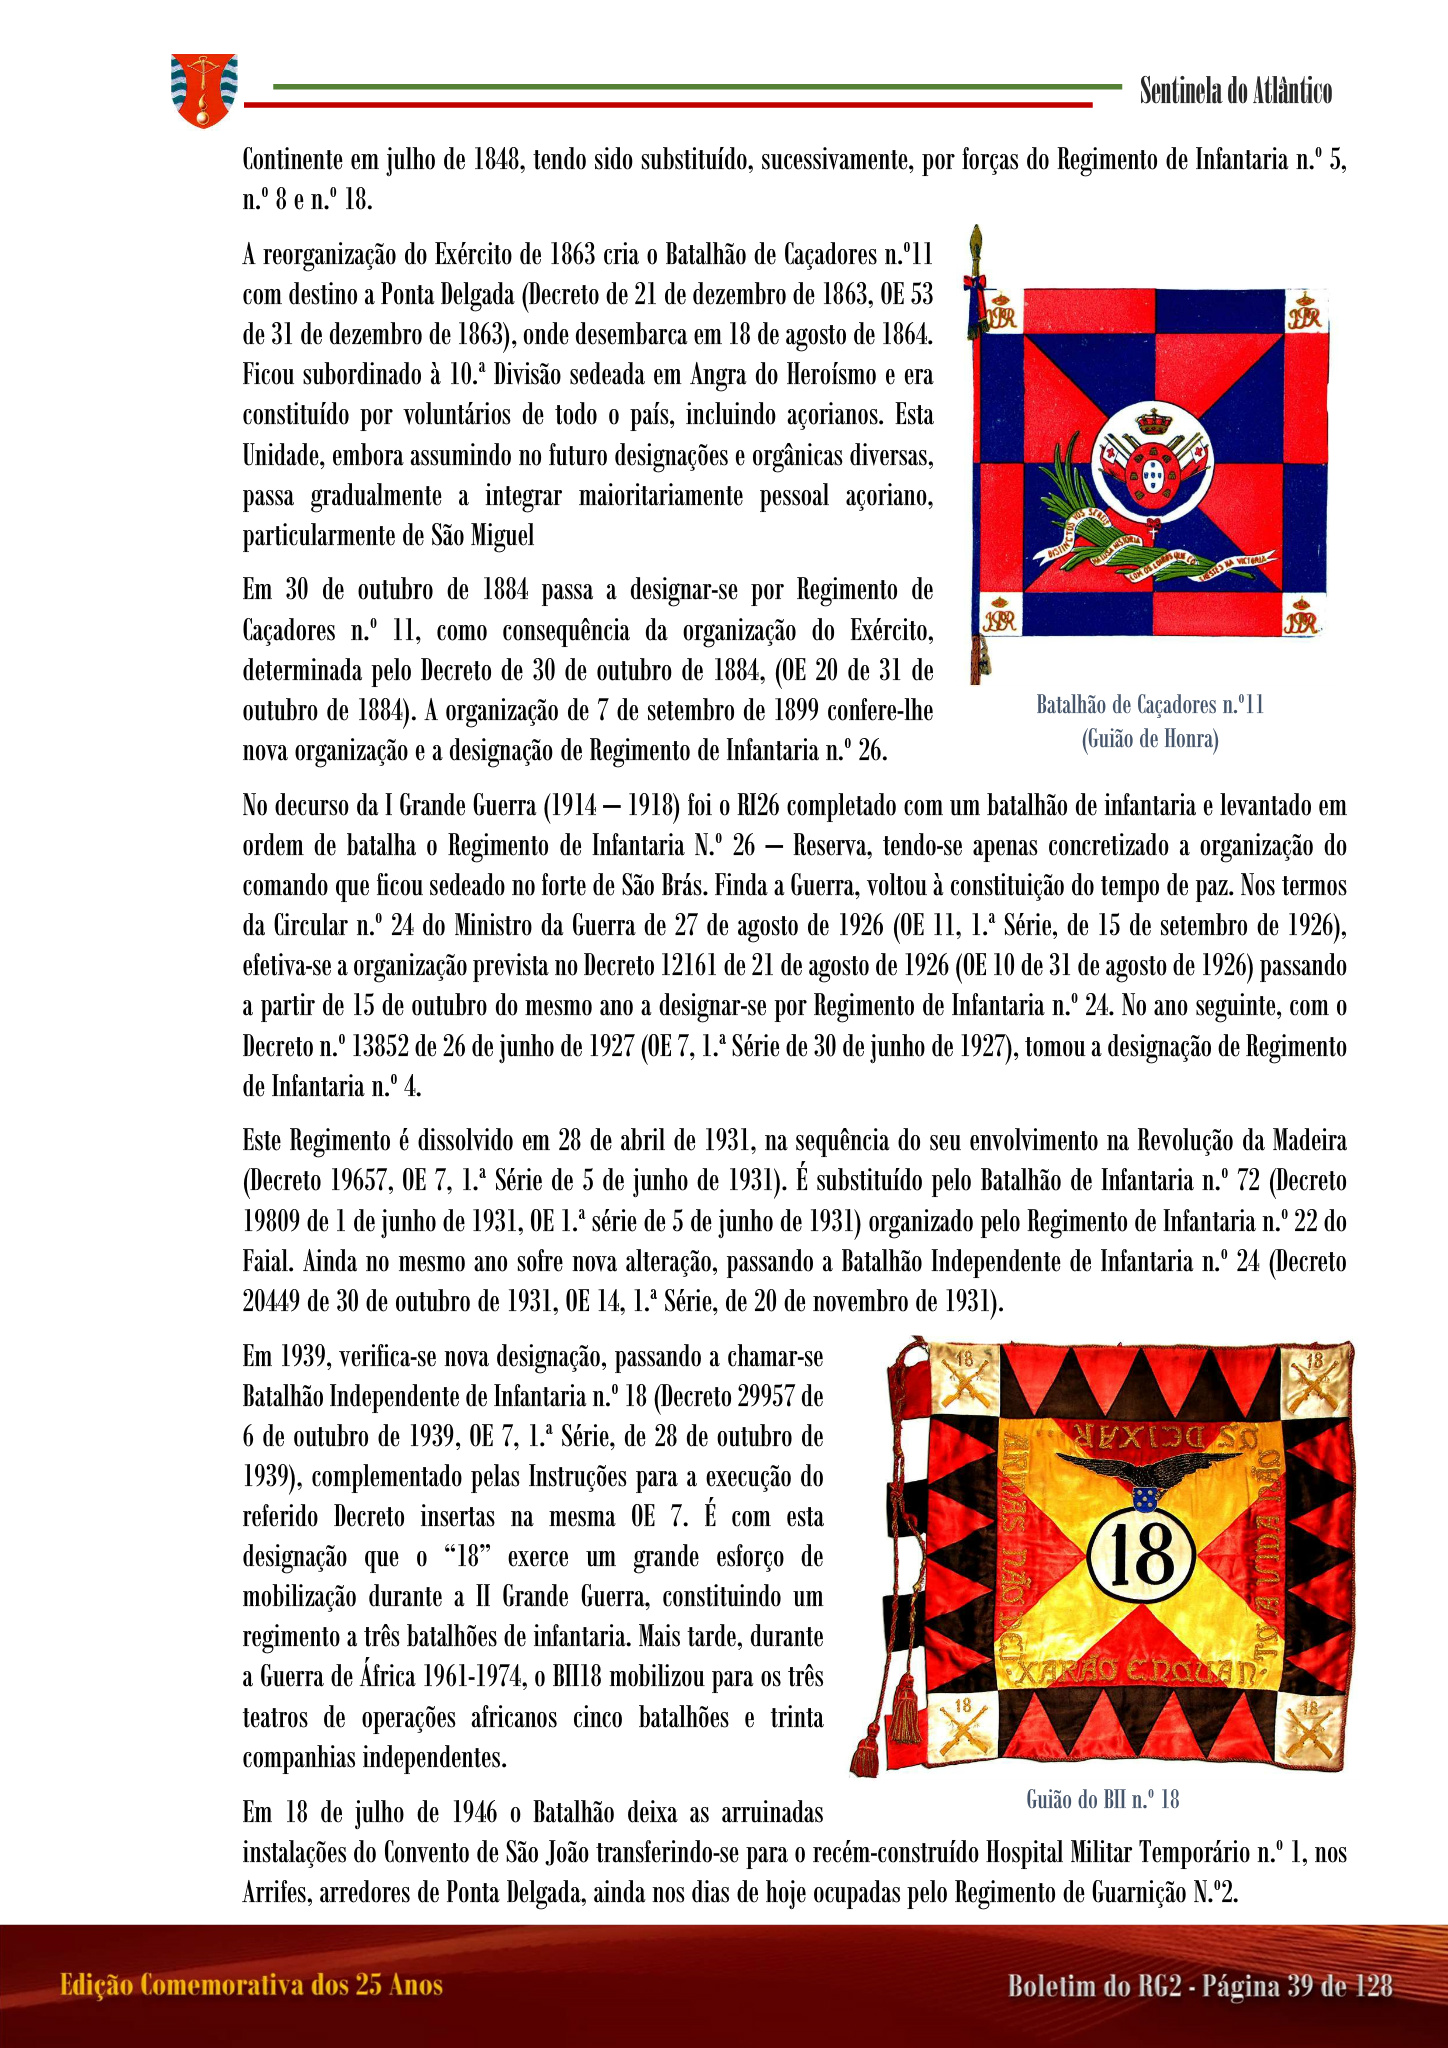 Sentinela do Atlântico
Continente em julho de 1848, tendo sido substituído, sucessivamente, por forças do Regimento de Infantaria n.º 5,
n.º 8 e n.º 18.
A reorganização do Exército de 1863 cria o Batalhão de Caçadores n.º11
com destino a Ponta Delgada (Decreto de 21 de dezembro de 1863, OE 53
de 31 de dezembro de 1863), onde desembarca em 18 de agosto de 1864.
Ficou subordinado à 10.ª Divisão sedeada em Angra do Heroísmo e era
constituído por voluntários de todo o país, incluindo açorianos. Esta
Unidade, embora assumindo no futuro designações e orgânicas diversas,
passa gradualmente a integrar maioritariamente pessoal açoriano,
particularmente de São Miguel
Em 30 de outubro de 1884 passa a designar-se por Regimento de
Caçadores n.º 11, como consequência da organização do Exército,
determinada pelo Decreto de 30 de outubro de 1884, (OE 20 de 31 de
outubro de 1884). A organização de 7 de setembro de 1899 confere-lhe
nova organização e a designação de Regimento de Infantaria n.º 26.
DISTINCTOS VOS SEREIS
NA LUSA HISTORIA
COM OS LOUROS QUE CO
LHESTES NA VICTORIA
Batalhão de Caçadores n.º11
(Guião de Honra)
No decurso da I Grande Guerra (1914 – 1918) foi o RI26 completado com um batalhão de infantaria e levantado em
ordem de batalha o Regimento de Infantaria N.º 26 – Reserva, tendo-se apenas concretizado a organização do
comando que ficou sedeado no forte de São Brás. Finda a Guerra, voltou à constituição do tempo de paz. Nos termos
da Circular n.º 24 do Ministro da Guerra de 27 de agosto de 1926 (OE 11, 1.ª Série, de 15 de setembro de 1926),
efetiva-se a organização prevista no Decreto 12161 de 21 de agosto de 1926 (OE 10 de 31 de agosto de 1926) passando
a partir de 15 de outubro do mesmo ano a designar-se por Regimento de Infantaria n.º 24. No ano seguinte, com o
Decreto n.º 13852 de 26 de junho de 1927 (OE 7, 1.ª Série de 30 de junho de 1927), tomou a designação de Regimento
de Infantaria n.º 4.
Este Regimento é dissolvido em 28 de abril de 1931, na sequência do seu envolvimento na Revolução da Madeira
(Decreto 19657, OE 7, 1.ª Série de 5 de junho de 1931). É substituído pelo Batalhão de Infantaria n.º 72 (Decreto
19809 de 1 de junho de 1931, OE 1.ª série de 5 de junho de 1931) organizado pelo Regimento de Infantaria n.º 22 do
Faial. Ainda no mesmo ano sofre nova alteração, passando a Batalhão Independente de Infantaria n.º 24 (Decreto
20449 de 30 de outubro de 1931, OE 14, 1.ª Série, de 20 de novembro de 1931).
Em 1939, verifica-se nova designação, passando a chamar-se
Batalhão Independente de Infantaria n.º 18 (Decreto 29957 de
6 de outubro de 1939, OE 7, 1.ª Série, de 28 de outubro de
1939), complementado pelas Instruções para a execução do
referido Decreto insertas na mesma OE 7. É com esta
designação que o “18” exerce um grande esforço de
mobilização durante a II Grande Guerra, constituindo um
regimento a três batalhões de infantaria. Mais tarde, durante
a Guerra de África 1961-1974, o BII18 mobilizou para os três
teatros de operações africanos cinco batalhões e trinta
companhias independentes.
18
18
ARMAS NÃO DEI
XARÃO ENQUAN
TO A VIDA NÃO
OS DEIXAR
18
18
18
Guião do BII n.º 18
Em 18 de julho de 1946 o Batalhão deixa as arruinadas
instalações do Convento de São João transferindo-se para o recém-construído Hospital Militar Temporário n.º 1, nos
Arrifes, arredores de Ponta Delgada, ainda nos dias de hoje ocupadas pelo Regimento de Guarnição N.º2.
Edição Comemorativa dos 25 Anos
Boletim do RG2 - Página 39 de 128